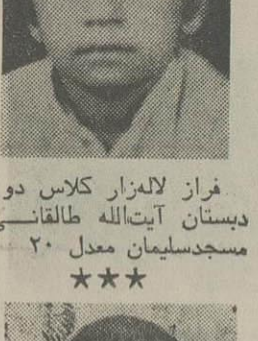 فراز لاله‌زار کلاس دو
دبستان آیت‌الله طالقانی
مسجدسلیمان معدل ۲۰
★★★